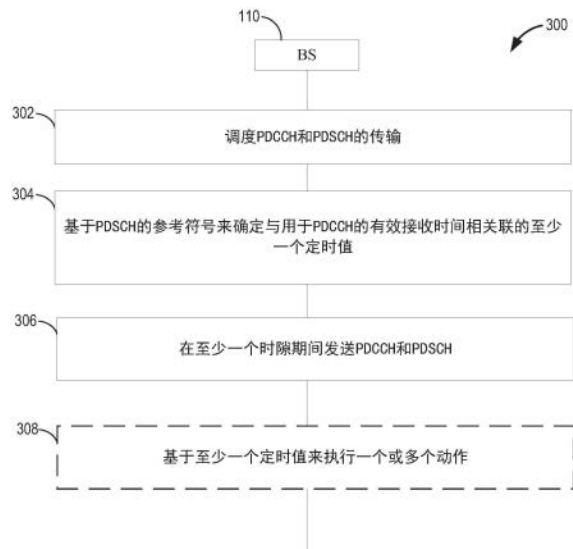 110
300
BS
302
调度PDCCH和PDSCH的传输
304
基于PDSCH的参考符号来确定与用于PDCCH的有效接收时间相关联的至少
一个定时值
306
在至少一个时隙期间发送PDCCH和PDSCH
308
基于至少一个定时值来执行一个或多个动作